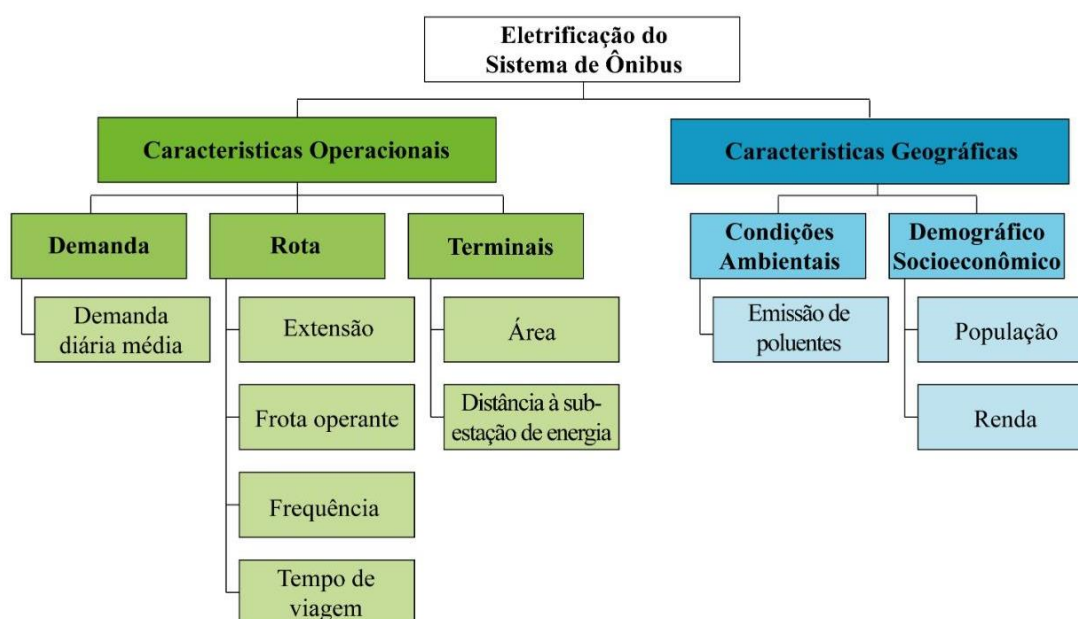 Eletrificação do
Sistema de Ônibus
Caracteristicas Operacionais
Caracteristicas Geográficas
Demanda
Rota
Terminais
Condições
Ambientais
Demográfico
Socioeconômico
Demanda
diária média
Extensão
Frota operante
Frequência
Tempo de
viagem
Área
Distância à sub-
estação de energia
Emissão de
poluentes
População
Renda